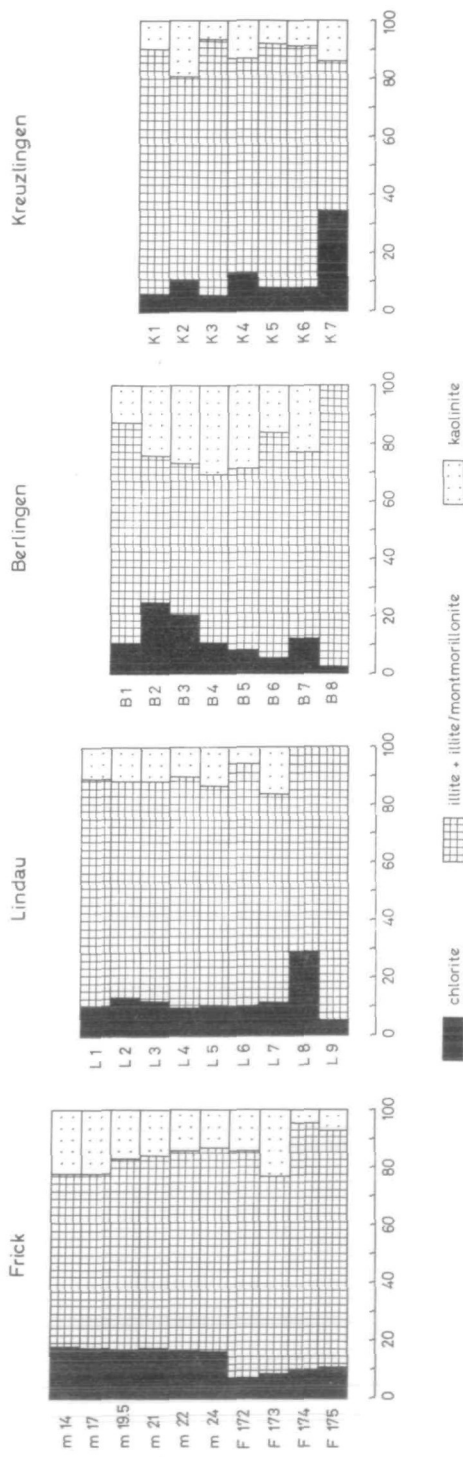 Frick
m 14
m 17
m 19.5
m 21
m 22
m 24
F 172
F 173
F 174
F 175
0 20 40 60 80 100
Lindau
L 1
L 2
L 3
L 4
L 5
L 6
L 7
L 8
L 9
0 20 40 60 80 100
Berlingen
B 1
B 2
B 3
B 4
B 5
B 6
B 7
B 8
0 20 40 60 80 100
Kreuzlingen
K 1
K 2
K 3
K 4
K 5
K 6
K 7
0 20 40 60 80 100
chlorite
illite + illite/montmorillonite
kaolinite